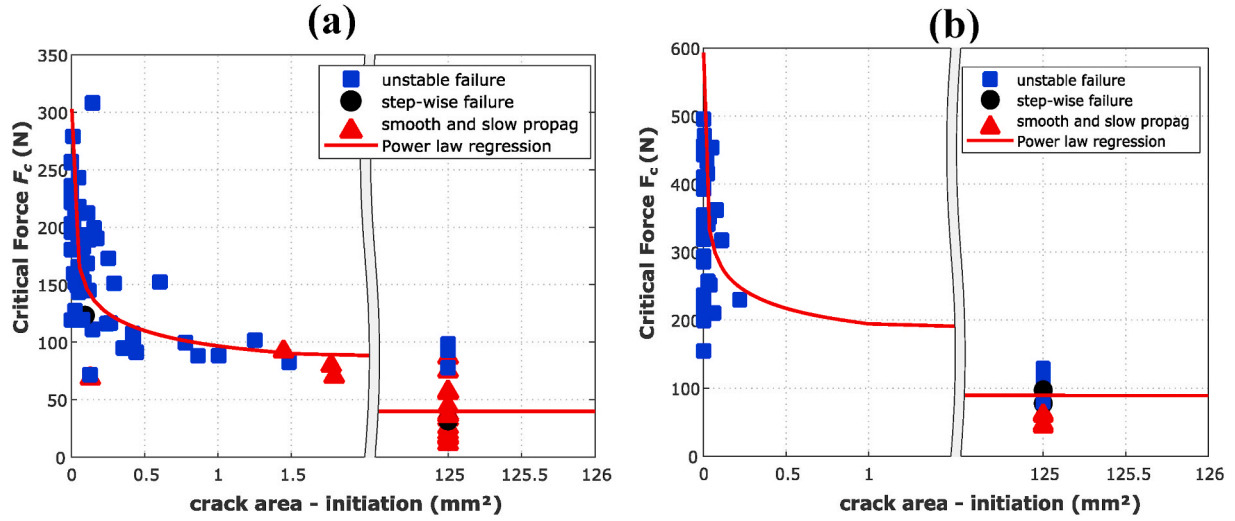 (a)
350
300
250
200
150
100
50
0
Critical Force F_c (N)
unstable failure
step-wise failure
smooth and slow propag
Power law regression
0
0.5
1
1.5
125
125.5
126
crack area - initiation (mm²)
(b)
600
500
400
300
200
100
0
Critical Force F_c (N)
unstable failure
step-wise failure
smooth and slow propag
Power law regression
0
0.5
1
125
125.5
126
crack area - initiation (mm²)